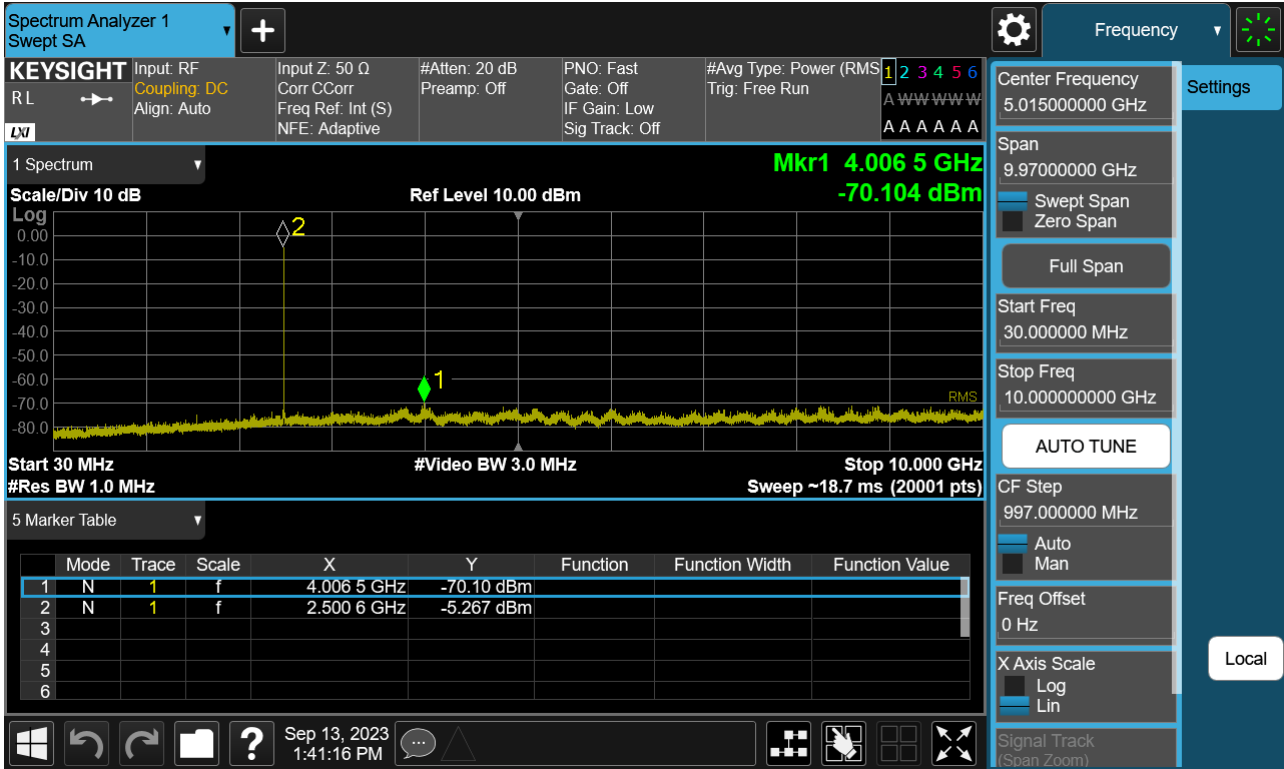 Spectrum Analyzer 1
Swept SA
Frequency
KEYSIGHT
R L
LXI
Input: RF
Coupling: DC
Align: Auto
Input Z: 50 Ω
Corr CCorr
Freq Ref: Int (S)
NFE: Adaptive
#Atten: 20 dB
Preamp: Off
PNO: Fast
Gate: Off
IF Gain: Low
Sig Track: Off
#Avg Type: Power (RMS
Trig: Free Run
1 2 3 4 5 6
A W W W W W
A A A A A A
1 Spectrum
Mkr1 4.006 5 GHz
-70.104 dBm
Scale/Div 10 dB
Ref Level 10.00 dBm
Log
0.00
-10.0
-20.0
-30.0
-40.0
-50.0
-60.0
-70.0
-80.0
2
1
RMS
Start 30 MHz
#Video BW 3.0 MHz
Stop 10.000 GHz
#Res BW 1.0 MHz
Sweep ~18.7 ms (20001 pts)
5 Marker Table
Mode Trace Scale X Y Function Function Width Function Value
1 N 1 f 4.006 5 GHz -70.10 dBm
2 N 1 f 2.500 6 GHz -5.267 dBm
3
4
5
6
Sep 13, 2023
1:41:16 PM
?
Center Frequency
5.015000000 GHz
Settings
Span
9.97000000 GHz
Swept Span
Zero Span
Full Span
Start Freq
30.000000 MHz
Stop Freq
10.000000000 GHz
AUTO TUNE
CF Step
997.000000 MHz
Auto
Man
Freq Offset
0 Hz
X Axis Scale
Log
Lin
Local
Signal Track
(Span Zoom)